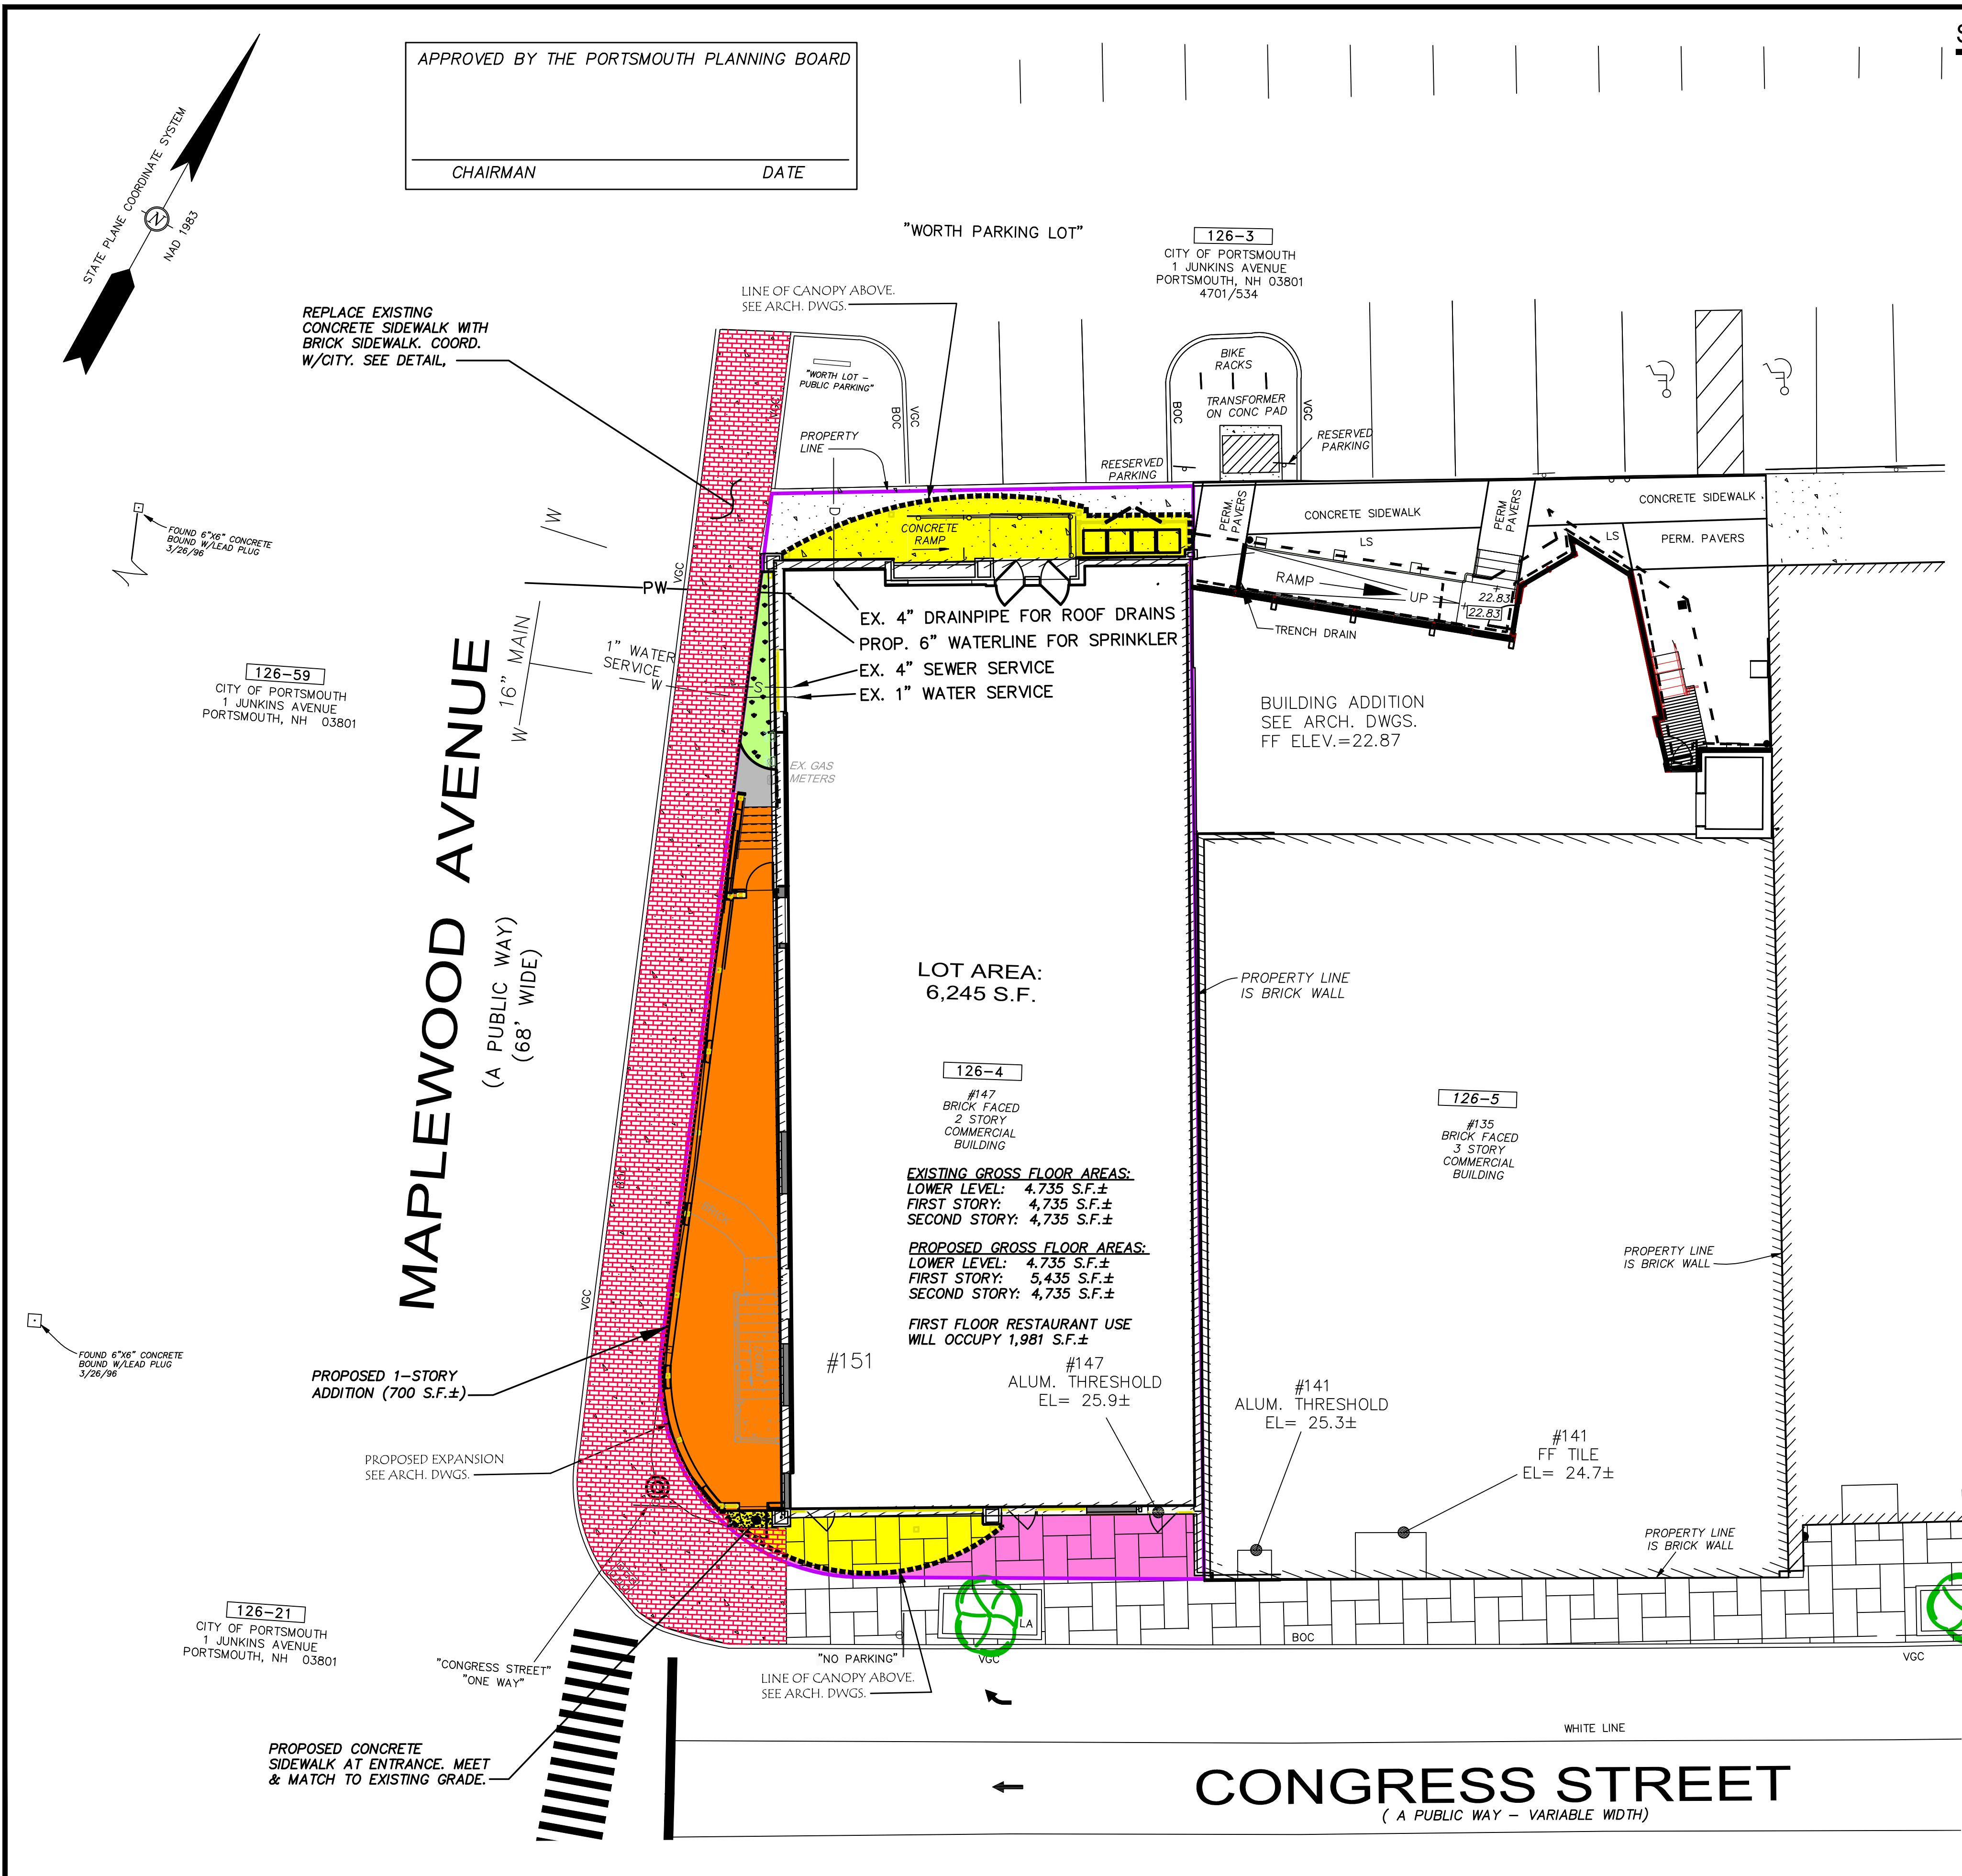 S
APPROVED BY THE PORTSMOUTH PLANNING BOARD
CHAIRMAN DATE
STATE PLANE COORDINATE SYSTEM
N
NAD 1983
"WORTH PARKING LOT"
126-3
CITY OF PORTSMOUTH
1 JUNKINS AVENUE
PORTSMOUTH, NH 03801
4701/534
LINE OF CANOPY ABOVE.
SEE ARCH. DWGS.
REPLACE EXISTING
CONCRETE SIDEWALK WITH
BRICK SIDEWALK. COORD.
W/CITY. SEE DETAIL,
"WORTH LOT -
PUBLIC PARKING"
VGC
BOC
VGC
BIKE
RACKS
TRANSFORMER
ON CONC PAD
BOC
VGC
PROPERTY
LINE
REESERVED
PARKING
RESERVED
PARKING
PERM.
PAVERS
CONCRETE SIDEWALK
PERM
PAVERS
CONCRETE SIDEWALK
LS
LS
PERM. PAVERS
CONCRETE
RAMP
D
RAMP
UP
22.83
22.83
TRENCH DRAIN
FOUND 6"X6" CONCRETE
BOUND W/LEAD PLUG
3/26/96
W
VGC
PW
EX. 4" DRAINPIPE FOR ROOF DRAINS
PROP. 6" WATERLINE FOR SPRINKLER
EX. 4" SEWER SERVICE
EX. 1" WATER SERVICE
1" WATER
SERVICE
W
S
16" MAIN
W
126-59
CITY OF PORTSMOUTH
1 JUNKINS AVENUE
PORTSMOUTH, NH 03801
BUILDING ADDITION
SEE ARCH. DWGS.
FF ELEV.=22.87
EX. GAS
METERS
MAPLEWOOD AVENUE
(A PUBLIC WAY)
(68' WIDE)
LOT AREA:
6,245 S.F.
PROPERTY LINE
IS BRICK WALL
126-4
#147
BRICK FACED
2 STORY
COMMERCIAL
BUILDING
126-5
#135
BRICK FACED
3 STORY
COMMERCIAL
BUILDING
EXISTING GROSS FLOOR AREAS:
LOWER LEVEL: 4.735 S.F.±
FIRST STORY: 4,735 S.F.±
SECOND STORY: 4,735 S.F.±
PROPOSED GROSS FLOOR AREAS:
LOWER LEVEL: 4.735 S.F.±
FIRST STORY: 5,435 S.F.±
SECOND STORY: 4,735 S.F.±
FIRST FLOOR RESTAURANT USE
WILL OCCUPY 1,981 S.F.±
PROPERTY LINE
IS BRICK WALL
BOC
VGC
FOUND 6"X6" CONCRETE
BOUND W/LEAD PLUG
3/26/96
PROPOSED 1-STORY
ADDITION (700 S.F.±)
#151
#147
ALUM. THRESHOLD
EL= 25.9±
#141
ALUM. THRESHOLD
EL= 25.3±
#141
FF TILE
EL= 24.7±
PROPOSED EXPANSION
SEE ARCH. DWGS.
PROPERTY LINE
IS BRICK WALL
126-21
CITY OF PORTSMOUTH
1 JUNKINS AVENUE
PORTSMOUTH, NH 03801
LA
BOC
"CONGRESS STREET"
"ONE WAY"
"NO PARKING"
VGC
VGC
LINE OF CANOPY ABOVE.
SEE ARCH. DWGS.
PROPOSED CONCRETE
SIDEWALK AT ENTRANCE. MEET
& MATCH TO EXISTING GRADE.
WHITE LINE
CONGRESS STREET
( A PUBLIC WAY - VARIABLE WIDTH)